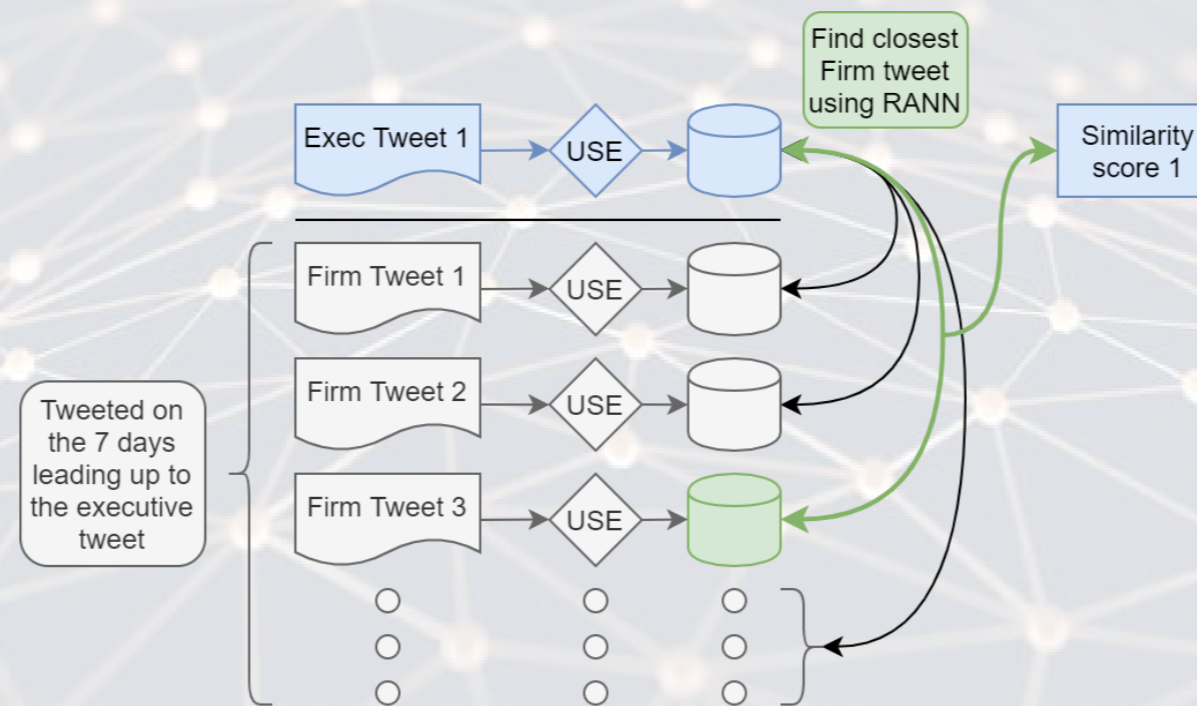 Find closest
Firm tweet
using RANN
Exec Tweet 1
USE
Similarity
score 1
Firm Tweet 1
USE
Firm Tweet 2
USE
Tweeted on
the 7 days
leading up to
the executive
tweet
Firm Tweet 3
USE